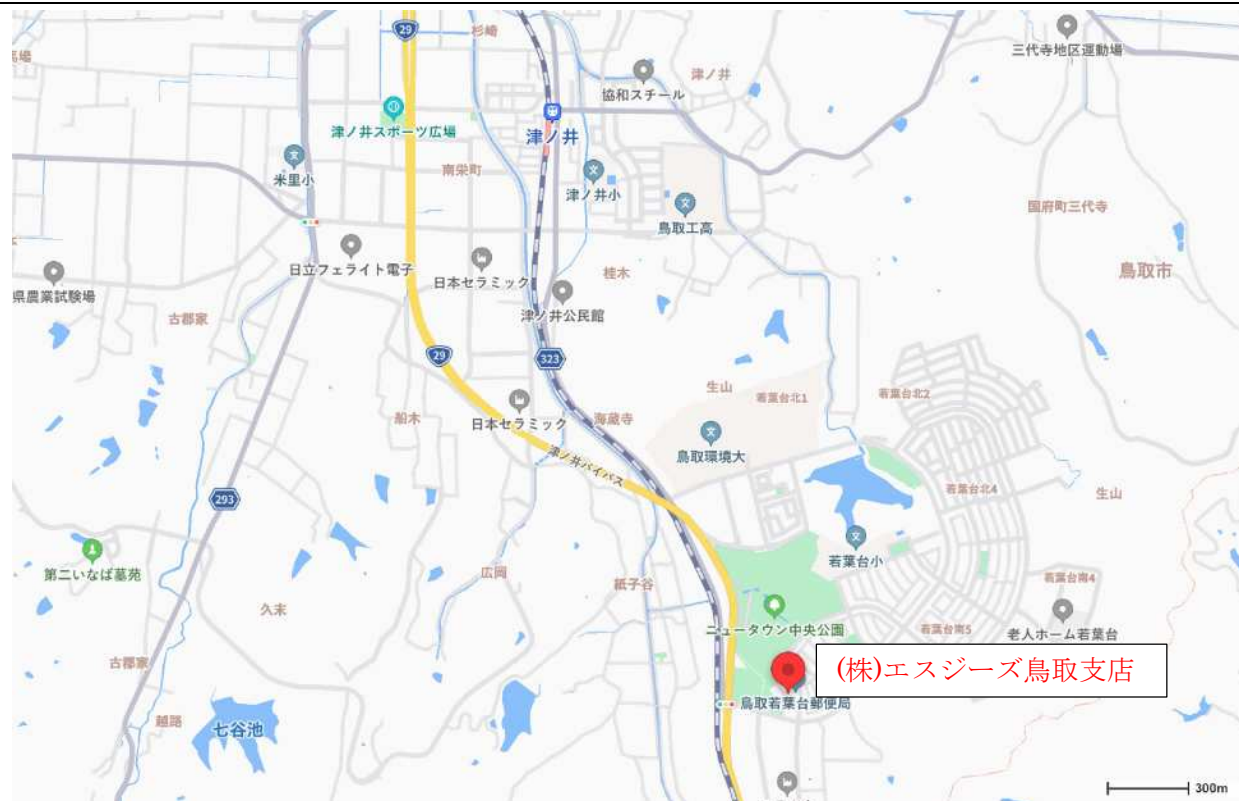 29
杉崎
三代寺地区運動場
津ノ井
協和スチール
津ノ井スポーツ広場
津ノ井
米里小
南栄町
津ノ井小
鳥取工高
国府町三代寺
日立フェライト電子
日本セラミック
桂木
鳥取市
県農業試験場
古郡家
津ノ井公民館
29
323
生山
若葉台北1
若葉台北2
船木
日本セラミック
海蔵寺
鳥取環境大
津ノ井バイパス
293
若葉台北4
生山
第二いなば墓苑
広岡
紙子谷
若葉台小
若葉台南4
久末
ニュータウン中央公園
若葉台南5
老人ホーム若葉台
古郡家
(株)エスジーズ鳥取支店
鳥取若葉台郵便局
越路
七谷池
300m